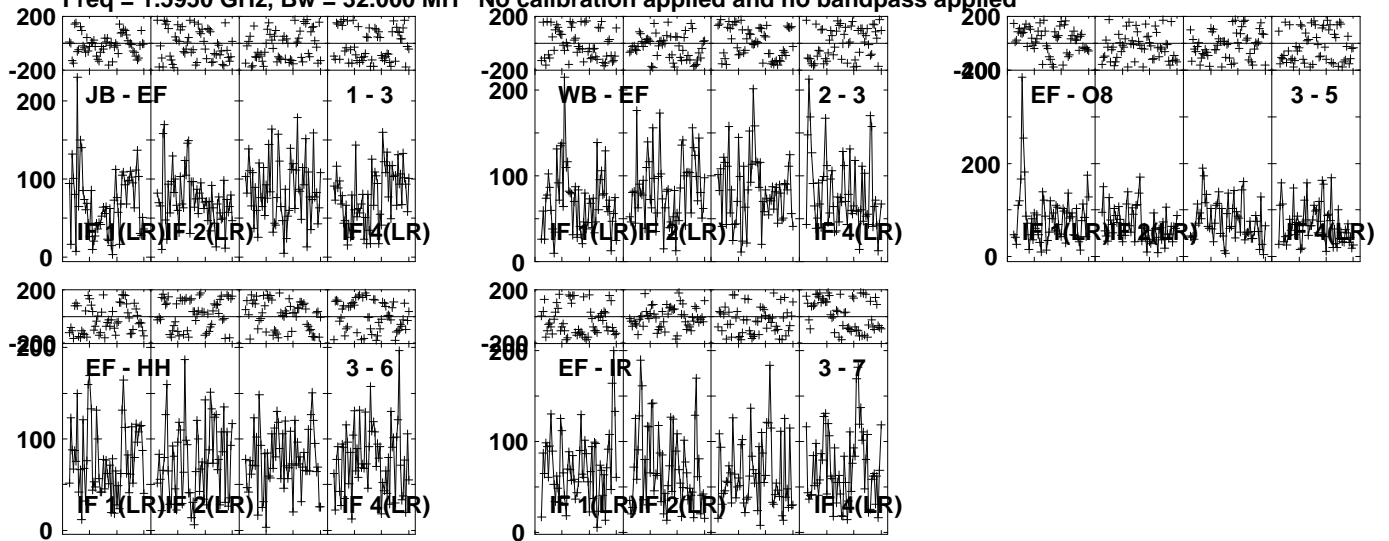 Freq = 1.5950 GHz, Bw = 32.000 MH No calibration applied and no bandpass applied
200 200 200
-200 -200 -200
200 200 400
JB - EF 1 - 3 WB - EF 2 - 3 EF - O8 3 - 5
200
100 100
IF 1(LR) IF 2(LR) IF 4(LR) IF 1(LR) IF 2(LR) IF 4(LR) IF 1(LR) IF 2(LR) IF 4(LR)
0 0 0
200 200
-200 -200
200 200
EF - HH 3 - 6 EF - IR 3 - 7
100 100
IF 1(LR) IF 2(LR) IF 4(LR) IF 1(LR) IF 2(LR) IF 4(LR)
0 0